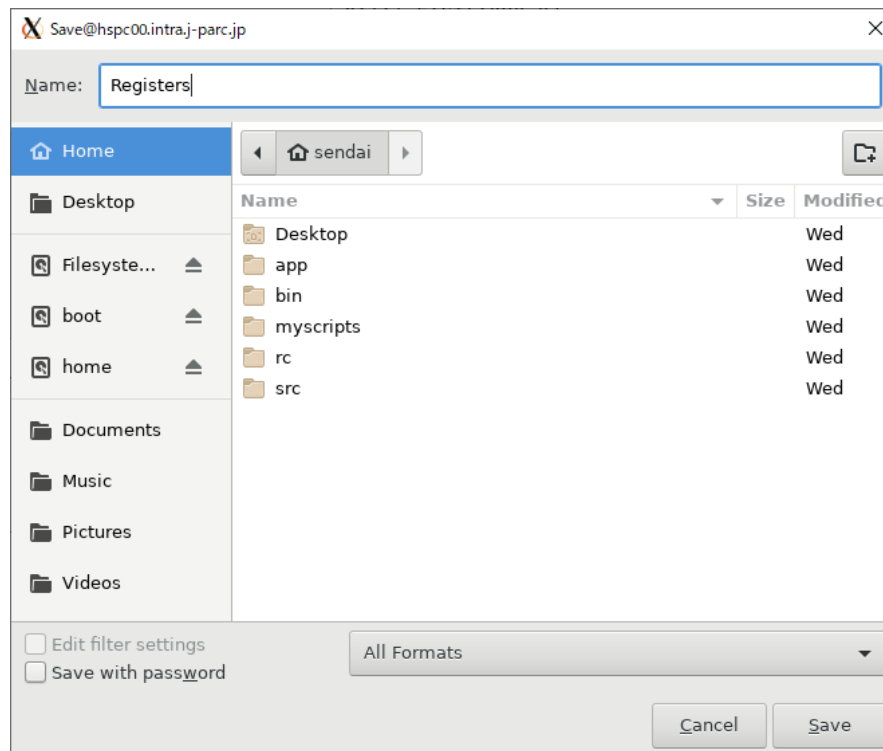 Save@hspc00.intra.j-parc.jp
Name: Registers
Home
Desktop
Filesyste...
boot
home
Documents
Music
Pictures
Videos
sendai
Name Size Modified
Desktop Wed
app Wed
bin Wed
myscripts Wed
rc Wed
src Wed
Edit filter settings
Save with password
All Formats
Cancel Save